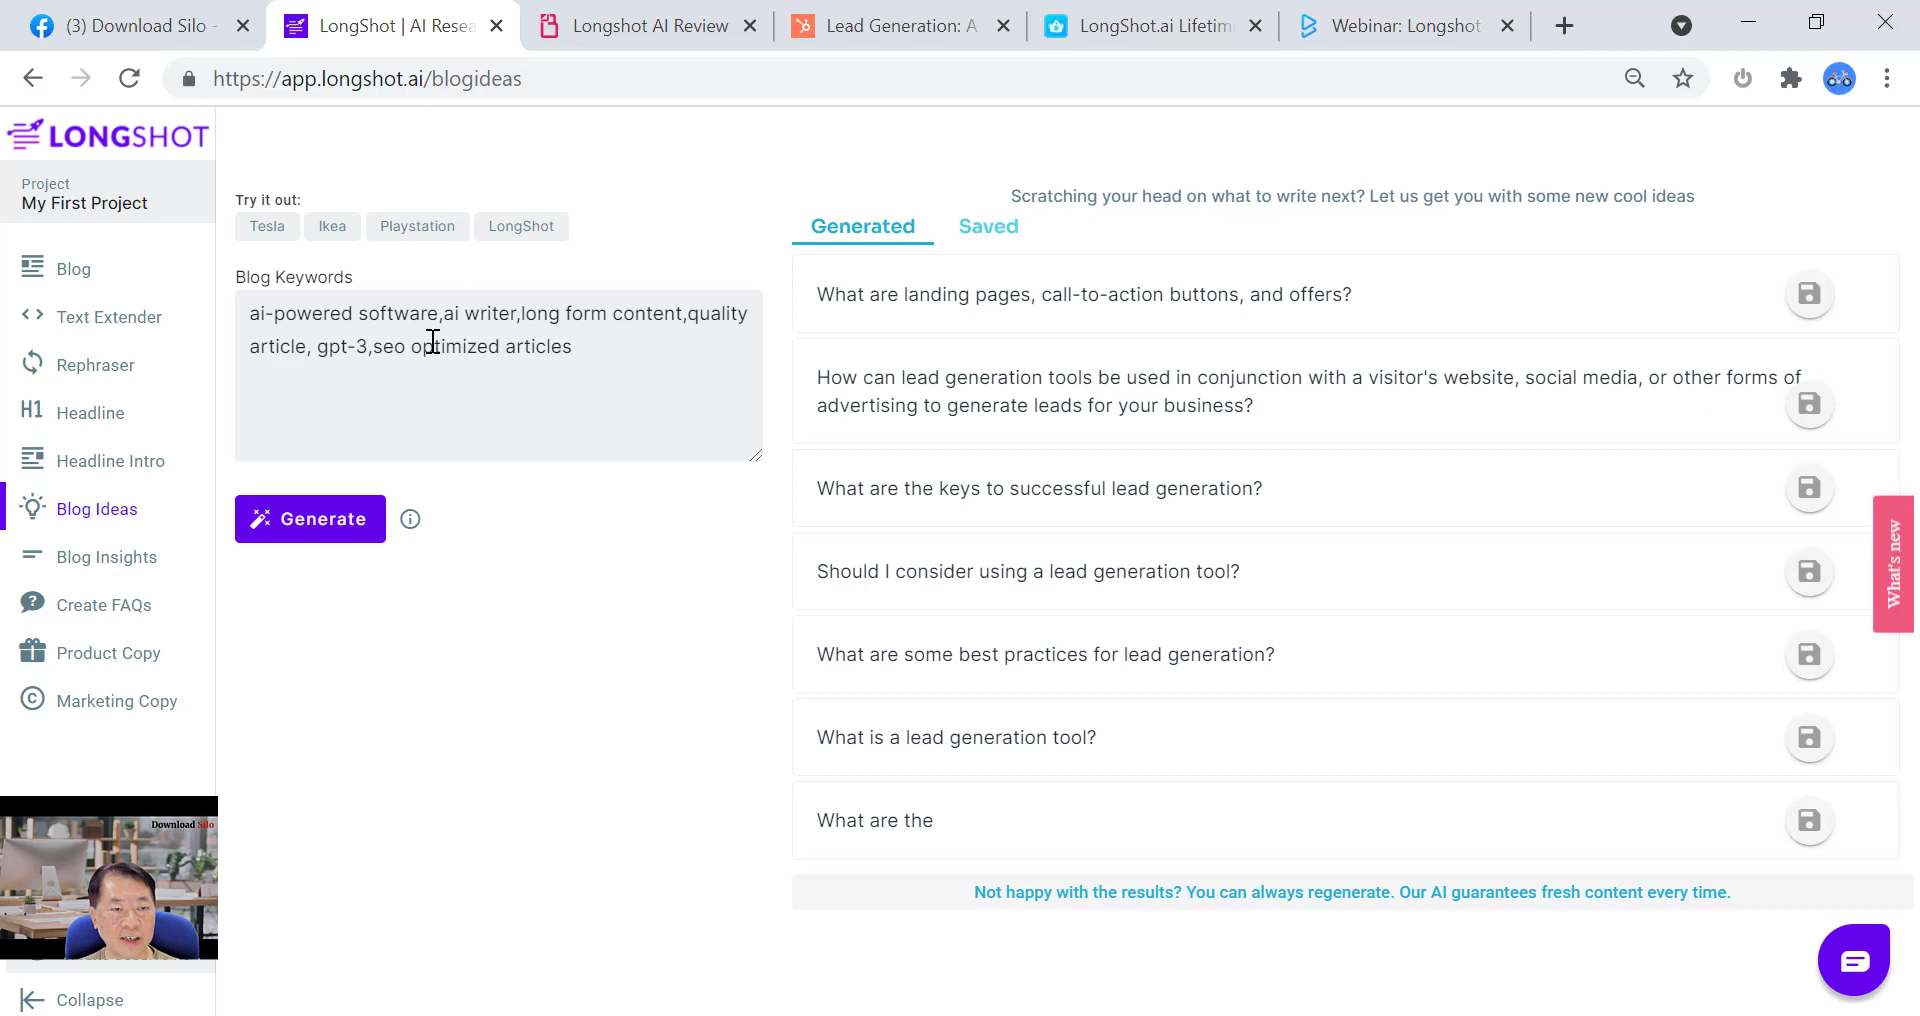 (3) Download Silo -
LongShot | AI Resea
Longshot AI Review
Lead Generation: A
LongShot.ai Lifetim
Webinar: Longshot
https://app.longshot.ai/blogideas
LONGSHOT
Project
My First Project
Blog
Text Extender
Rephraser
H1 Headline
Headline Intro
Blog Ideas
Blog Insights
Create FAQs
Product Copy
Marketing Copy
Download Silo
Collapse
Try it out:
Tesla
Ikea
Playstation
LongShot
Blog Keywords
ai-powered software,ai writer,long form content,quality
article, gpt-3,seo optimized articles
Generate
Scratching your head on what to write next? Let us get you with some new cool ideas
Generated
Saved
What are landing pages, call-to-action buttons, and offers?
How can lead generation tools be used in conjunction with a visitor's website, social media, or other forms of
advertising to generate leads for your business?
What are the keys to successful lead generation?
Should I consider using a lead generation tool?
What are some best practices for lead generation?
What is a lead generation tool?
What are the
Not happy with the results? You can always regenerate. Our AI guarantees fresh content every time.
What's new